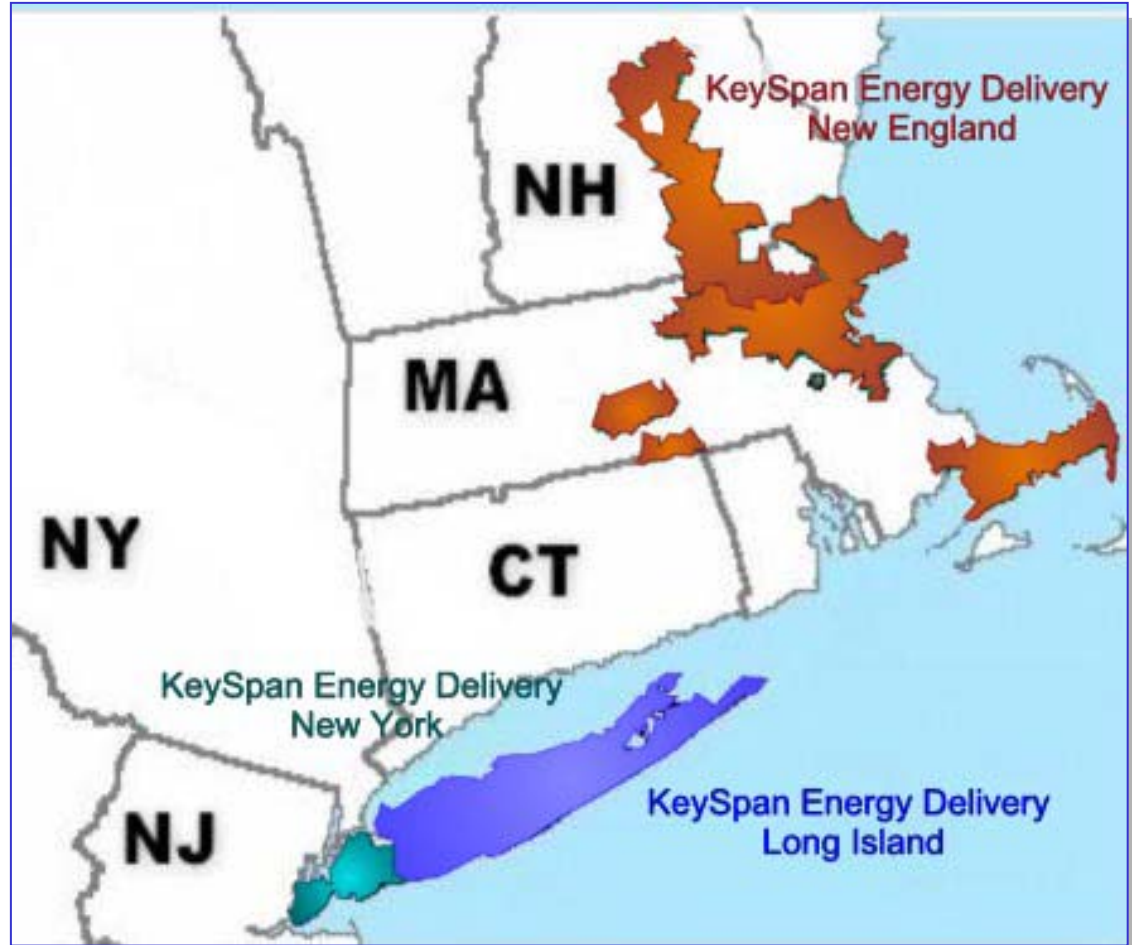 KeySpan Energy Delivery
New England
NH
MA
NY
CT
KeySpan Energy Delivery
New York
KeySpan Energy Delivery
Long Island
NJ